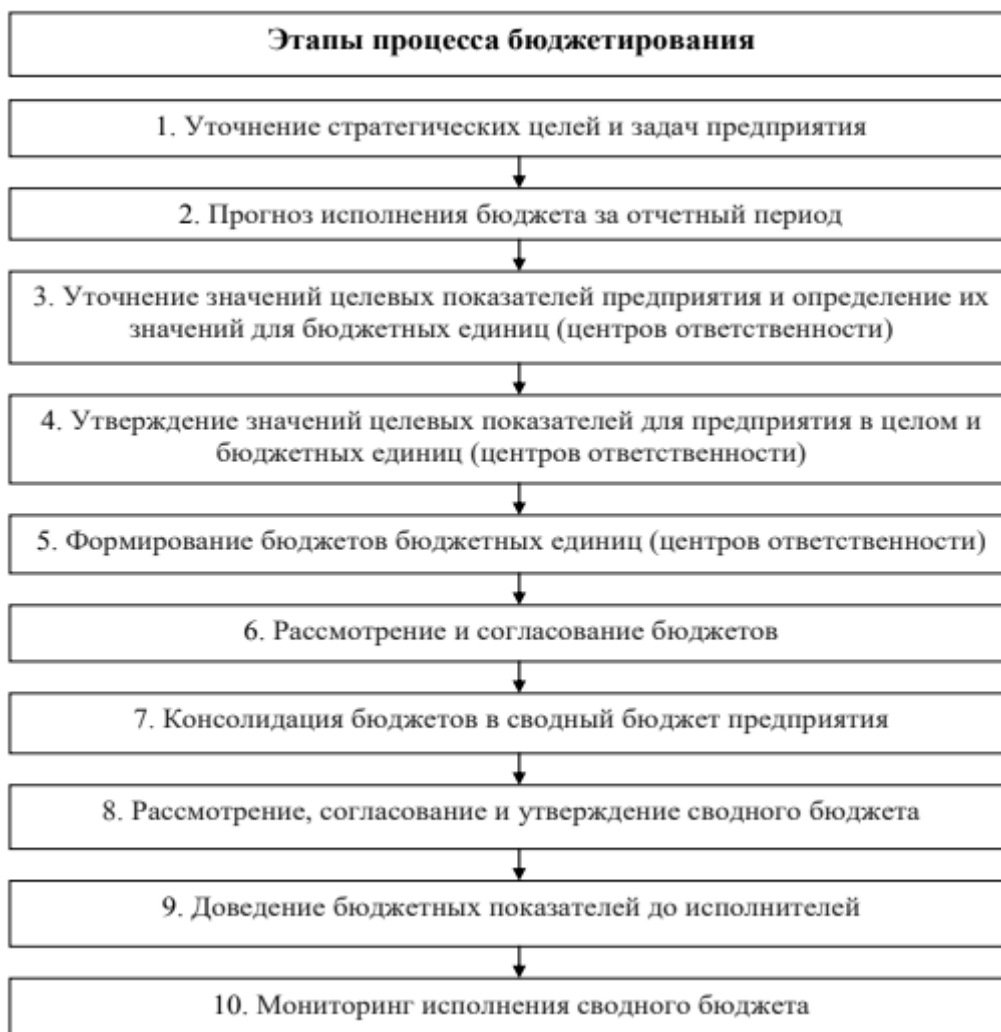 Этапы процесса бюджетирования
1. Уточнение стратегических целей и задач предприятия
2. Прогноз исполнения бюджета за отчетный период
3. Уточнение значений целевых показателей предприятия и определение их
значений для бюджетных единиц (центров ответственности)
4. Утверждение значений целевых показателей для предприятия в целом и
бюджетных единиц (центров ответственности)
5. Формирование бюджетов бюджетных единиц (центров ответственности)
6. Рассмотрение и согласование бюджетов
7. Консолидация бюджетов в сводный бюджет предприятия
8. Рассмотрение, согласование и утверждение сводного бюджета
9. Доведение бюджетных показателей до исполнителей
10. Мониторинг исполнения сводного бюджета